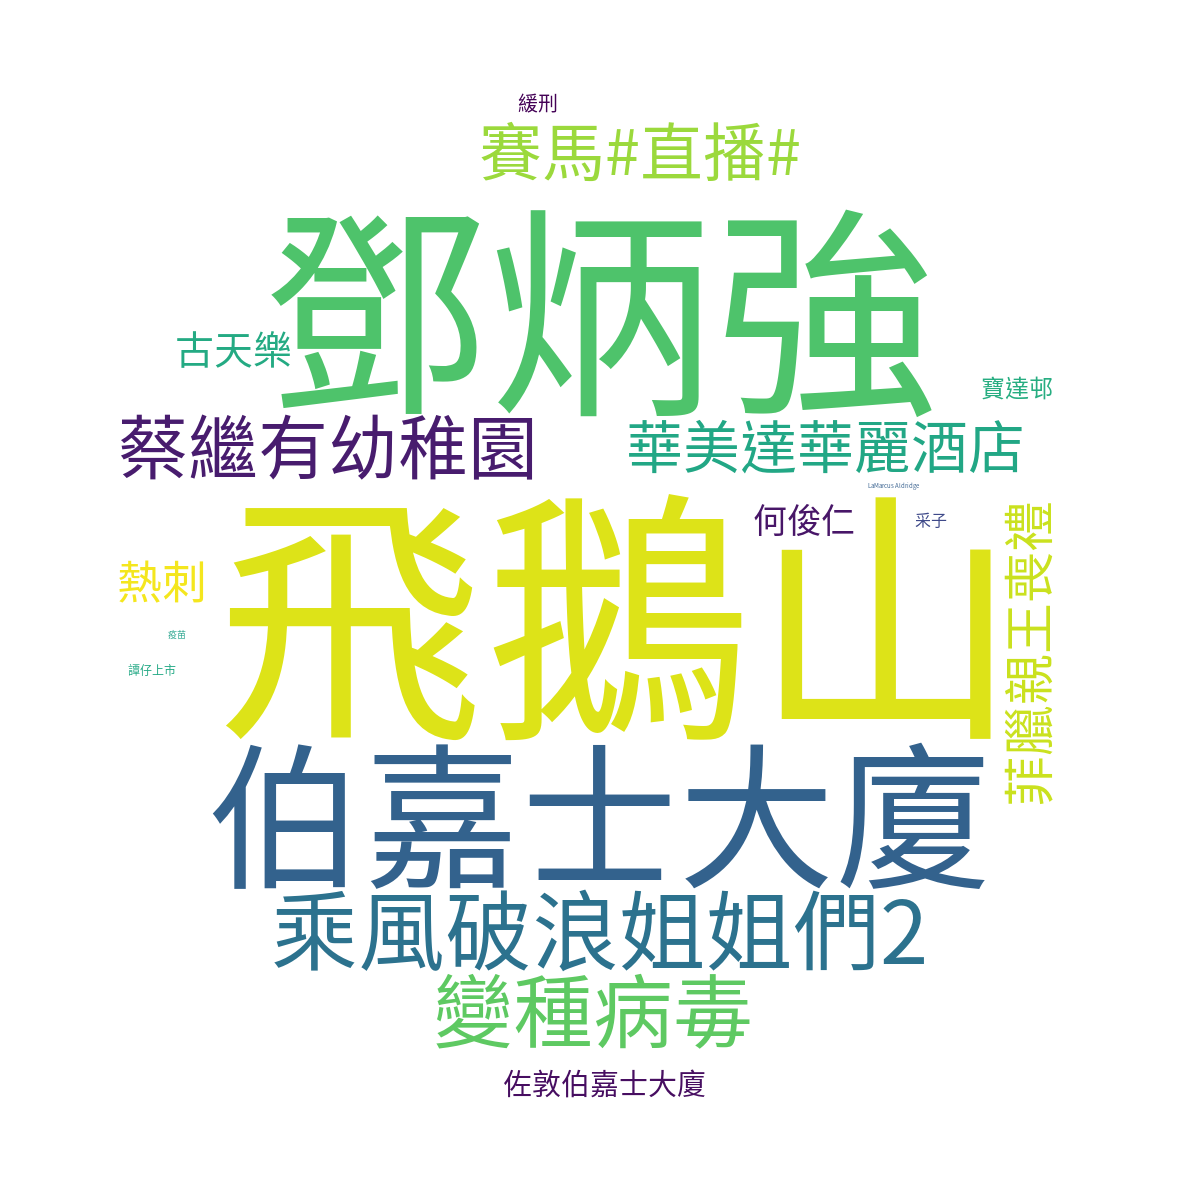 緩刑
賽馬#直播#
鄧炳強
古天樂
寶達邨
蔡繼有幼稚園
華美達華麗酒店
LaMarcus Aldridge
飛鵝山
何俊仁
采子
菲臘親王喪禮
熱刺
疫苗
譚仔上市
伯嘉士大廈
乘風破浪姐姐們2
變種病毒
佐敦伯嘉士大廈